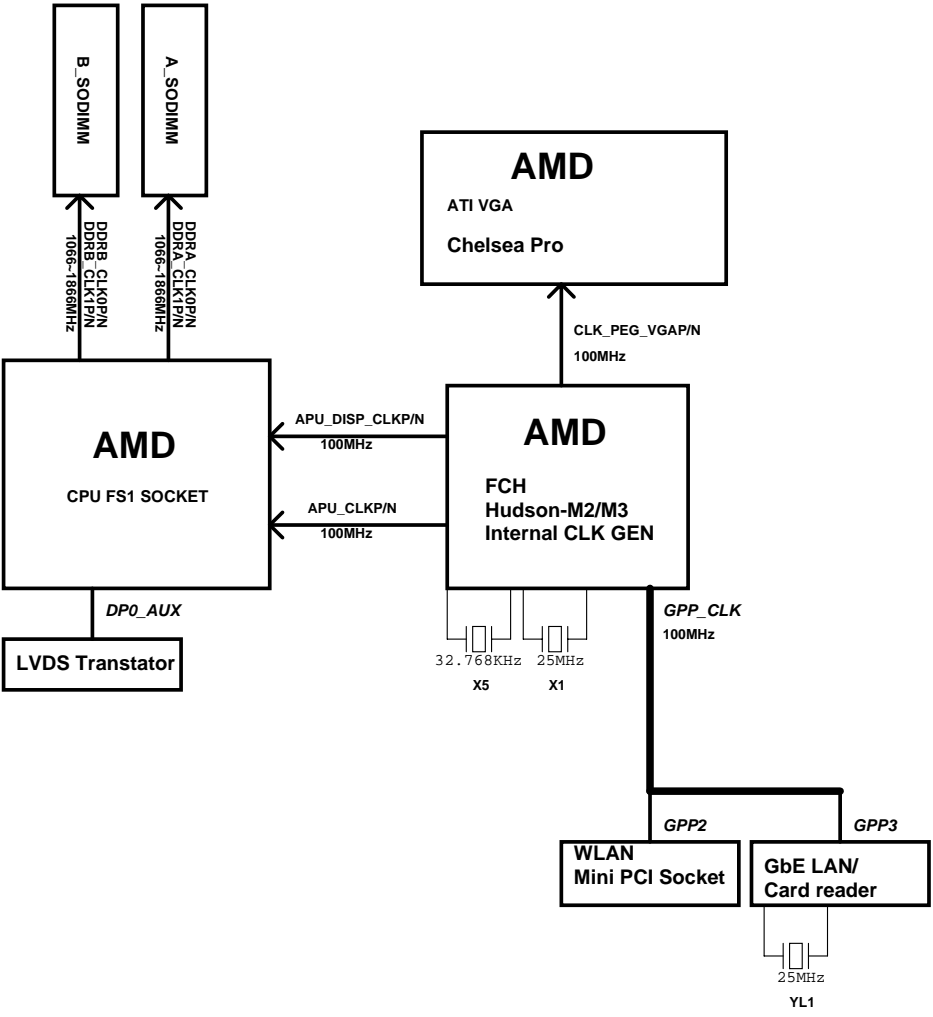 B_SODIMM
A_SODIMM
DDRB_CLK0P/N
DDRB_CLK1P/N
1066~1866MHz
DDRA_CLK0P/N
DDRA_CLK1P/N
1066~1866MHz
AMD
ATI VGA
Chelsea Pro
CLK_PEG_VGAP/N
100MHz
AMD
CPU FS1 SOCKET
APU_DISP_CLKP/N
100MHz
APU_CLKP/N
100MHz
AMD
FCH
Hudson-M2/M3
Internal CLK GEN
DP0_AUX
LVDS Transtator
32.768KHz
X5
25MHz
X1
GPP_CLK
100MHz
GPP2
WLAN
Mini PCI Socket
GPP3
GbE LAN/
Card reader
25MHz
YL1